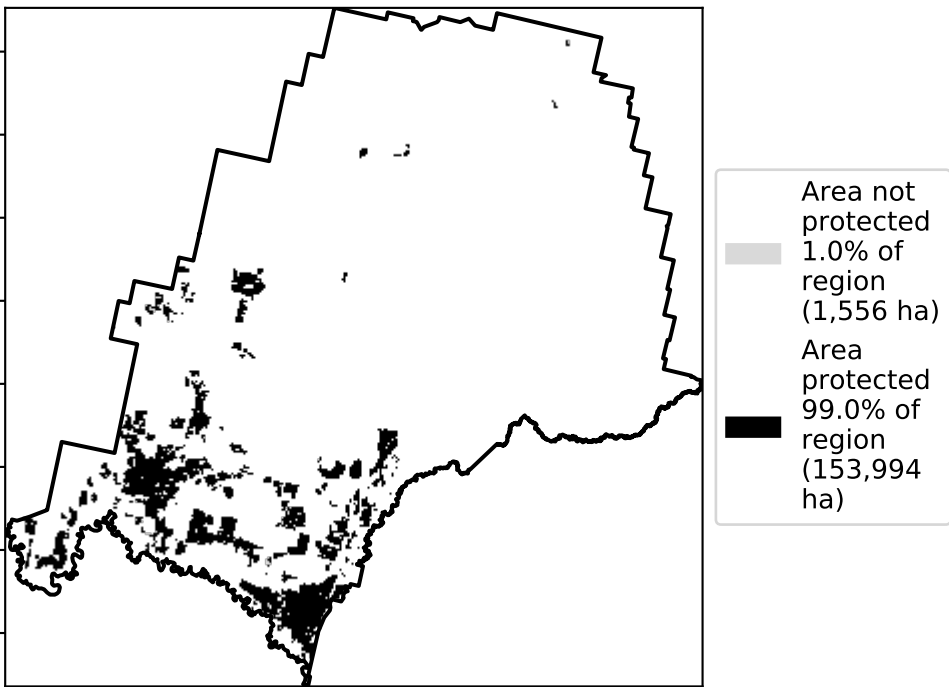 Area not
protected
1.0% of
region
(1,556 ha)
Area
protected
99.0% of
region
(153,994
ha)